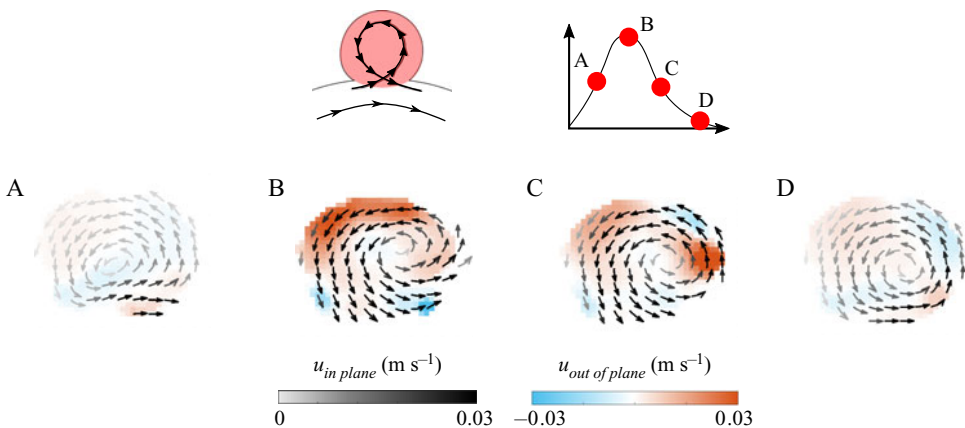 B
A
C
D
A
B
C
D
u_in plane (m s⁻¹)
u_out of plane (m s⁻¹)
0
0.03
−0.03
0.03